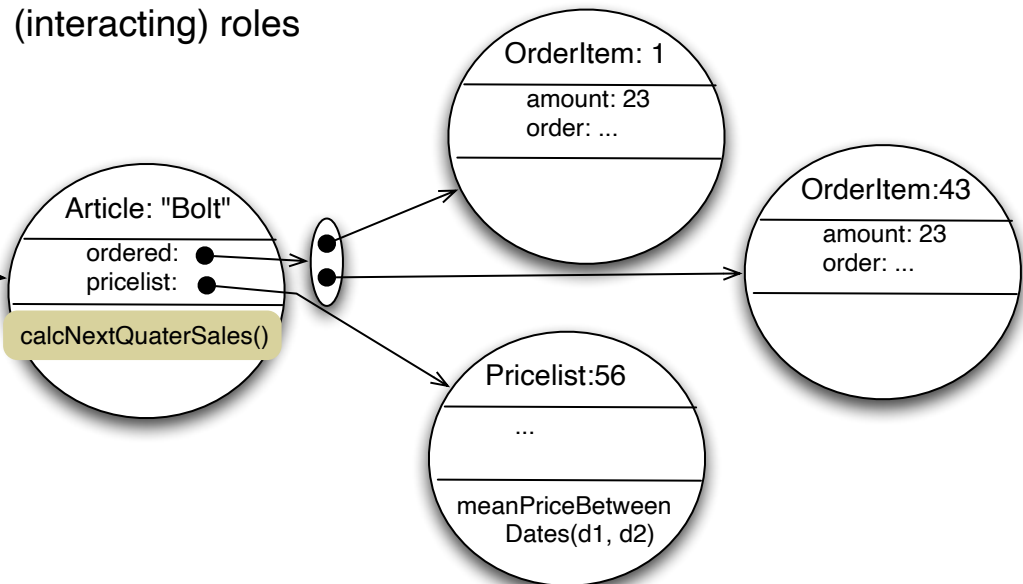 (interacting) roles
OrderItem: 1
amount: 23
order: ...
OrderItem:43
amount: 23
order: ...
Article: "Bolt"
ordered:
pricelist:
calcNextQuaterSales()
Pricelist:56
...
meanPriceBetween
Dates(d1, d2)